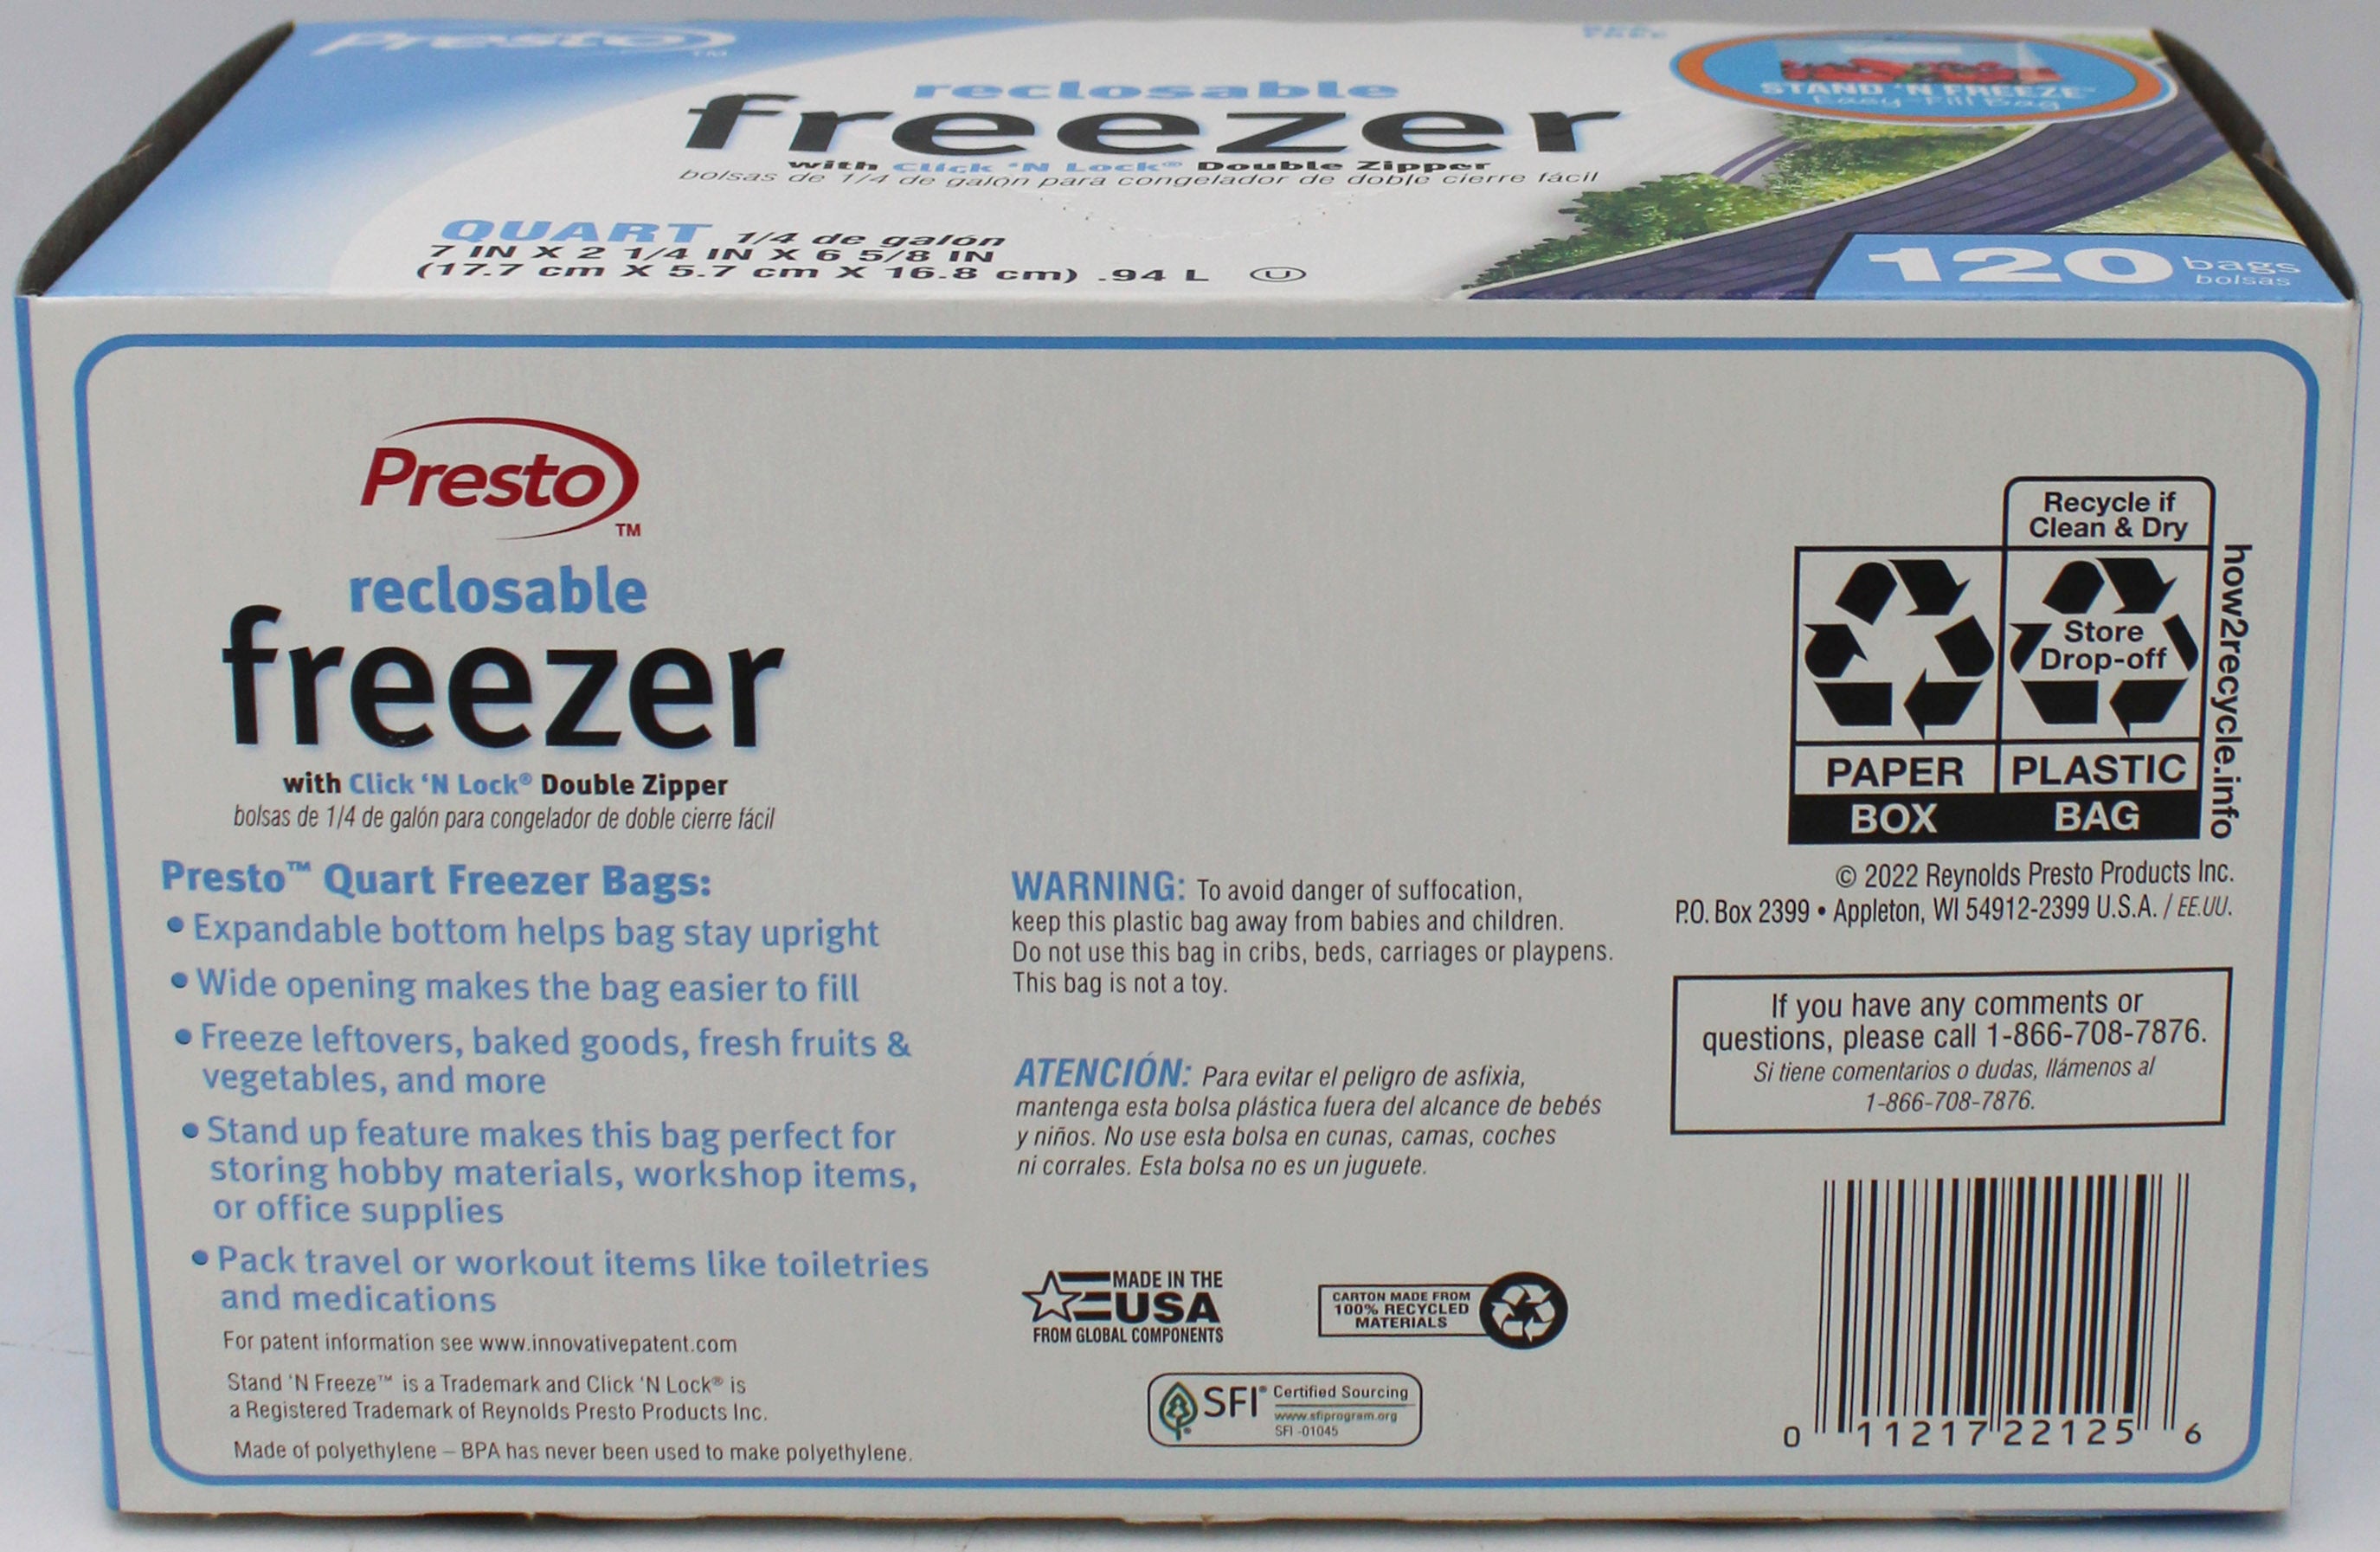 Presto™
BPA
FREE
reclosable
freezer
with Click 'N Lock® Double Zipper
bolsas de 1/4 de galón para congelador de doble cierre fácil
STAND 'N FREEZE™
Easy-Fill Bag
QUART 1/4 de galón
7 IN X 2 1/4 IN X 6 5/8 IN
(17.7 cm X 5.7 cm X 16.8 cm) .94 L U
120 bags
bolsas
Presto™
reclosable
freezer
with Click 'N Lock® Double Zipper
bolsas de 1/4 de galón para congelador de doble cierre fácil
Presto™ Quart Freezer Bags:
• Expandable bottom helps bag stay upright
• Wide opening makes the bag easier to fill
• Freeze leftovers, baked goods, fresh fruits &
vegetables, and more
• Stand up feature makes this bag perfect for
storing hobby materials, workshop items,
or office supplies
• Pack travel or workout items like toiletries
and medications
For patent information see www.innovativepatent.com
Stand 'N Freeze™ is a Trademark and Click 'N Lock® is
a Registered Trademark of Reynolds Presto Products Inc.
Made of polyethylene – BPA has never been used to make polyethylene.
WARNING: To avoid danger of suffocation,
keep this plastic bag away from babies and children.
Do not use this bag in cribs, beds, carriages or playpens.
This bag is not a toy.
ATENCIÓN: Para evitar el peligro de asfixia,
mantenga esta bolsa plástica fuera del alcance de bebés
y niños. No use esta bolsa en cunas, camas, coches
ni corrales. Esta bolsa no es un juguete.
MADE IN THE
USA
FROM GLOBAL COMPONENTS
CARTON MADE FROM
100% RECYCLED
MATERIALS
SFI® Certified Sourcing
www.sfiprogram.org
SFI-01045
Recycle if
Clean & Dry
Store
Drop-off
PAPER PLASTIC
BOX BAG
how2recycle.info
© 2022 Reynolds Presto Products Inc.
P.O. Box 2399 • Appleton, WI 54912-2399 U.S.A. / EE.UU.
If you have any comments or
questions, please call 1-866-708-7876.
Si tiene comentarios o dudas, llámenos al
1-866-708-7876.
0 11217 22125 6